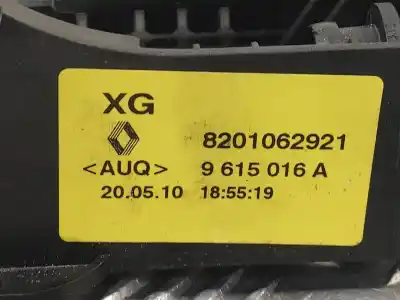 XG
8201062921
<AUQ> 9 615 016 A
20.05.10 18:55:19